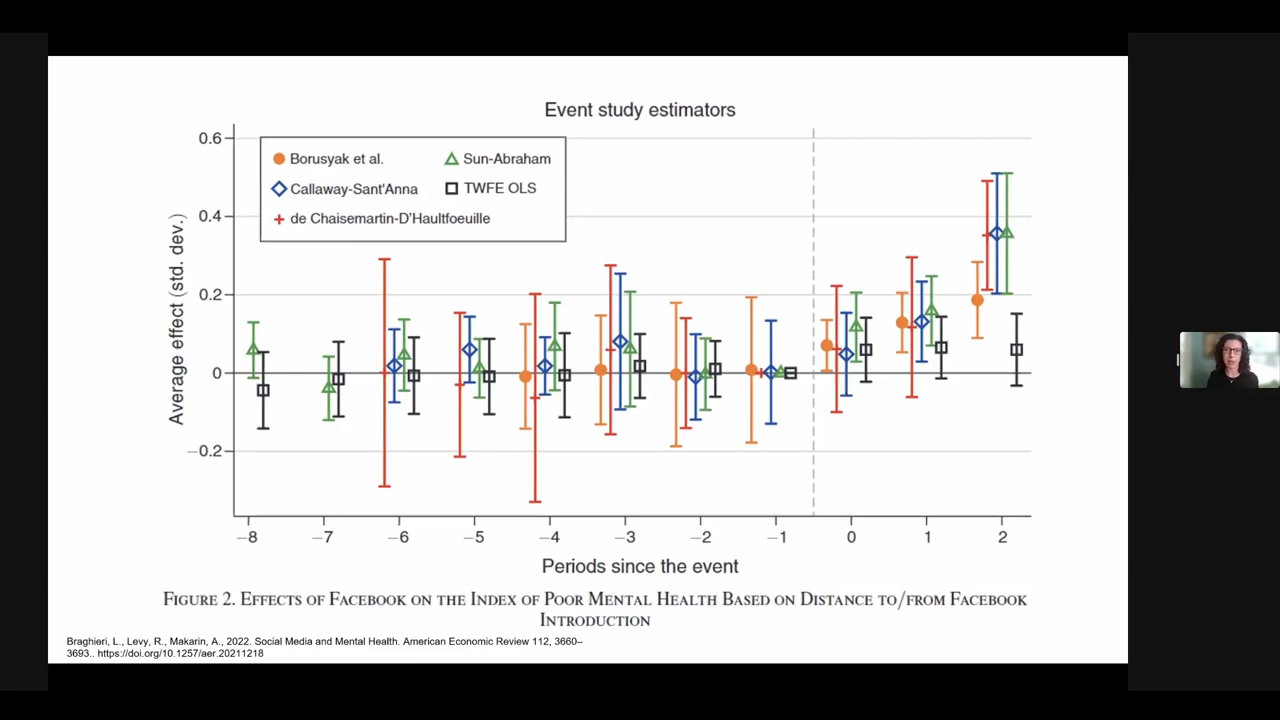 Event study estimators
Borusyak et al.
Sun-Abraham
Callaway-Sant'Anna
TWFE OLS
de Chaisemartin-D'Haultfoeuille
Average effect (std. dev.)
0.6
0.4
0.2
0
−0.2
−8 −7 −6 −5 −4 −3 −2 −1 0 1 2
Periods since the event
FIGURE 2. EFFECTS OF FACEBOOK ON THE INDEX OF POOR MENTAL HEALTH BASED ON DISTANCE TO/FROM FACEBOOK
INTRODUCTION
Braghieri, L., Levy, R., Makarin, A., 2022. Social Media and Mental Health. American Economic Review 112, 3660–
3693.. https://doi.org/10.1257/aer.20211218